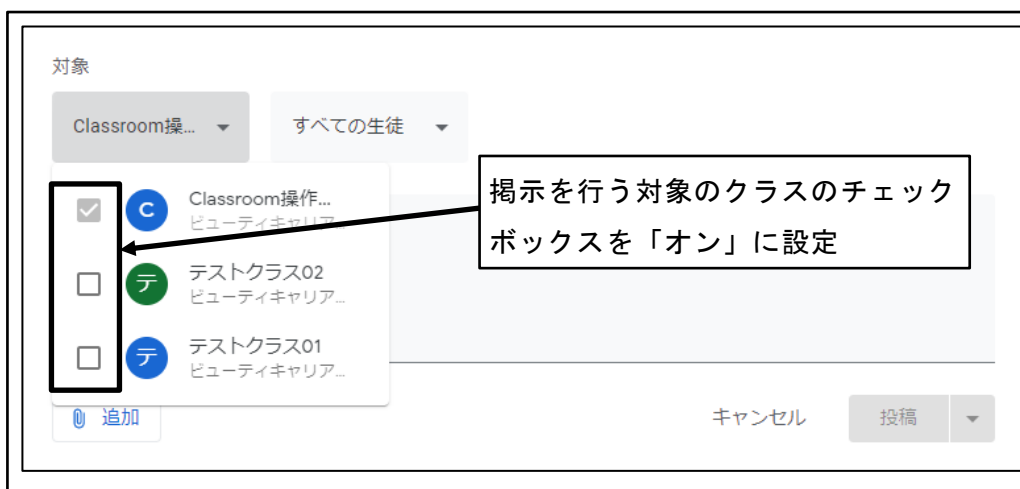 対象
Classroom操... すべての生徒
C Classroom操作...
ビューティキャリア...
テ テストクラス02
ビューティキャリア...
テ テストクラス01
ビューティキャリア...
掲示を行う対象のクラスのチェック
ボックスを「オン」に設定
追加 キャンセル 投稿